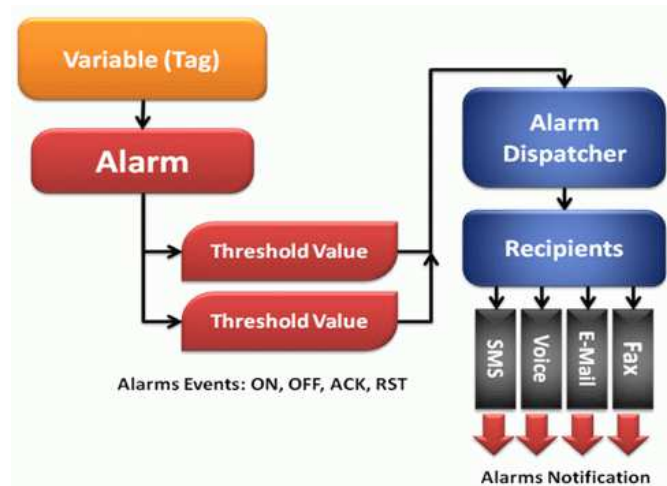 Variable (Tag)
Alarm
Threshold Value
Threshold Value
Alarms Events: ON, OFF, ACK, RST
Alarm
Dispatcher
Recipients
SMS
Voice
E-Mail
Fax
Alarms Notification